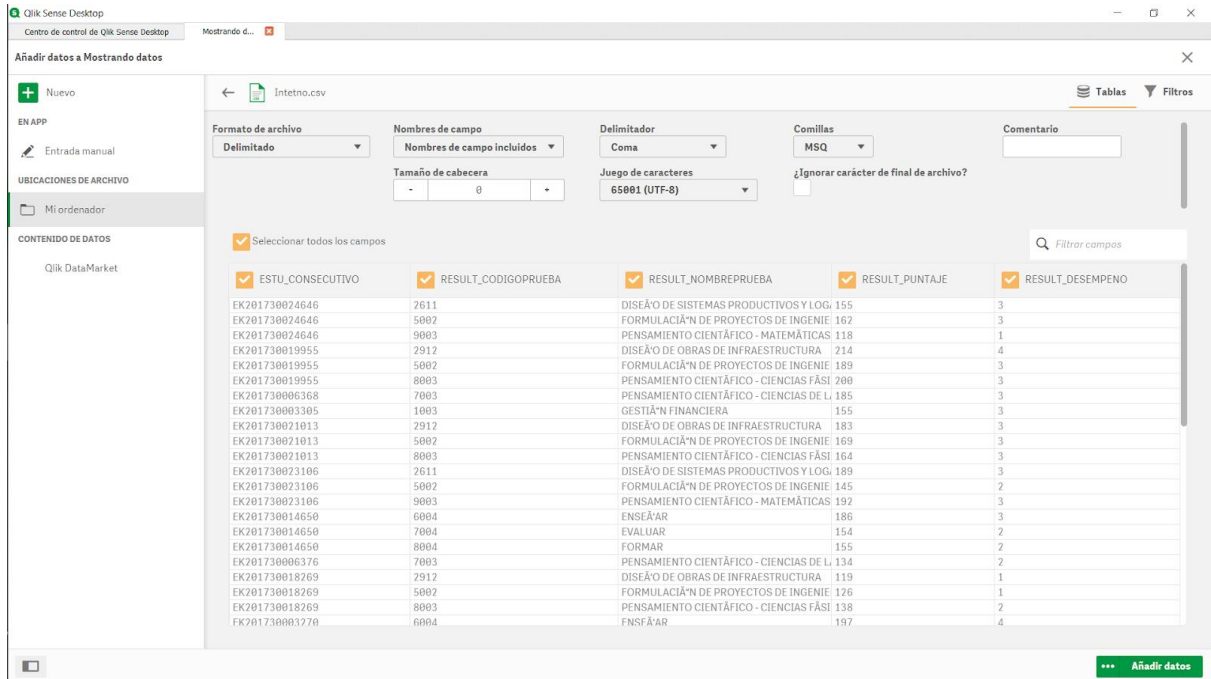 Qlik Sense Desktop
Centro de control de Qlik Sense Desktop Mostrando d...
Añadir datos a Mostrando datos
Nuevo
Intetno.csv
Tablas Filtros
EN APP
Entrada manual
UBICACIONES DE ARCHIVO
Mi ordenador
CONTENIDO DE DATOS
Qlik DataMarket
Formato de archivo Nombres de campo Delimitador Comillas Comentario
Delimitado Nombres de campo incluidos Coma MSQ
Tamaño de cabecera Juego de caracteres ¿Ignorar carácter de final de archivo?
- 0 + 65001 (UTF-8)
Seleccionar todos los campos Filtrar campos
ESTU_CONSECUTIVO RESULT_CODIGOPRUEBA RESULT_NOMBREPRUEBA RESULT_PUNTAJE RESULT_DESEMPENO
EK201730024646 2611 DISEÃ'O DE SISTEMAS PRODUCTIVOS Y LOG 155 3
EK201730024646 5002 FORMULACIÃ“N DE PROYECTOS DE INGENIE 162 3
EK201730024646 9003 PENSAMIENTO CIENTÃFICO - MATEMÃTICAS 118 1
EK201730019955 2912 DISEÃ'O DE OBRAS DE INFRAESTRUCTURA 214 4
EK201730019955 5002 FORMULACIÃ“N DE PROYECTOS DE INGENIE 189 3
EK201730019955 8003 PENSAMIENTO CIENTÃFICO - CIENCIAS FÃSI 200 3
EK201730006368 7003 PENSAMIENTO CIENTÃFICO - CIENCIAS DE L 185 3
EK201730003305 1003 GESTIÃ“N FINANCIERA 155 3
EK201730021013 2912 DISEÃ'O DE OBRAS DE INFRAESTRUCTURA 183 3
EK201730021013 5002 FORMULACIÃ“N DE PROYECTOS DE INGENIE 169 3
EK201730021013 8003 PENSAMIENTO CIENTÃFICO - CIENCIAS FÃSI 164 3
EK201730023106 2611 DISEÃ'O DE SISTEMAS PRODUCTIVOS Y LOG 189 3
EK201730023106 5002 FORMULACIÃ“N DE PROYECTOS DE INGENIE 145 2
EK201730023106 9003 PENSAMIENTO CIENTÃFICO - MATEMÃTICAS 192 3
EK201730014650 6004 ENSEÃ'AR 186 3
EK201730014650 7004 EVALUAR 154 2
EK201730014650 8004 FORMAR 155 2
EK201730006376 7003 PENSAMIENTO CIENTÃFICO - CIENCIAS DE L 134 2
EK201730018269 2912 DISEÃ'O DE OBRAS DE INFRAESTRUCTURA 119 1
EK201730018269 5002 FORMULACIÃ“N DE PROYECTOS DE INGENIE 126 1
EK201730018269 8003 PENSAMIENTO CIENTÃFICO - CIENCIAS FÃSI 138 2
EK201730003270 6004 ENSEÃ'AR 197 4
Añadir datos